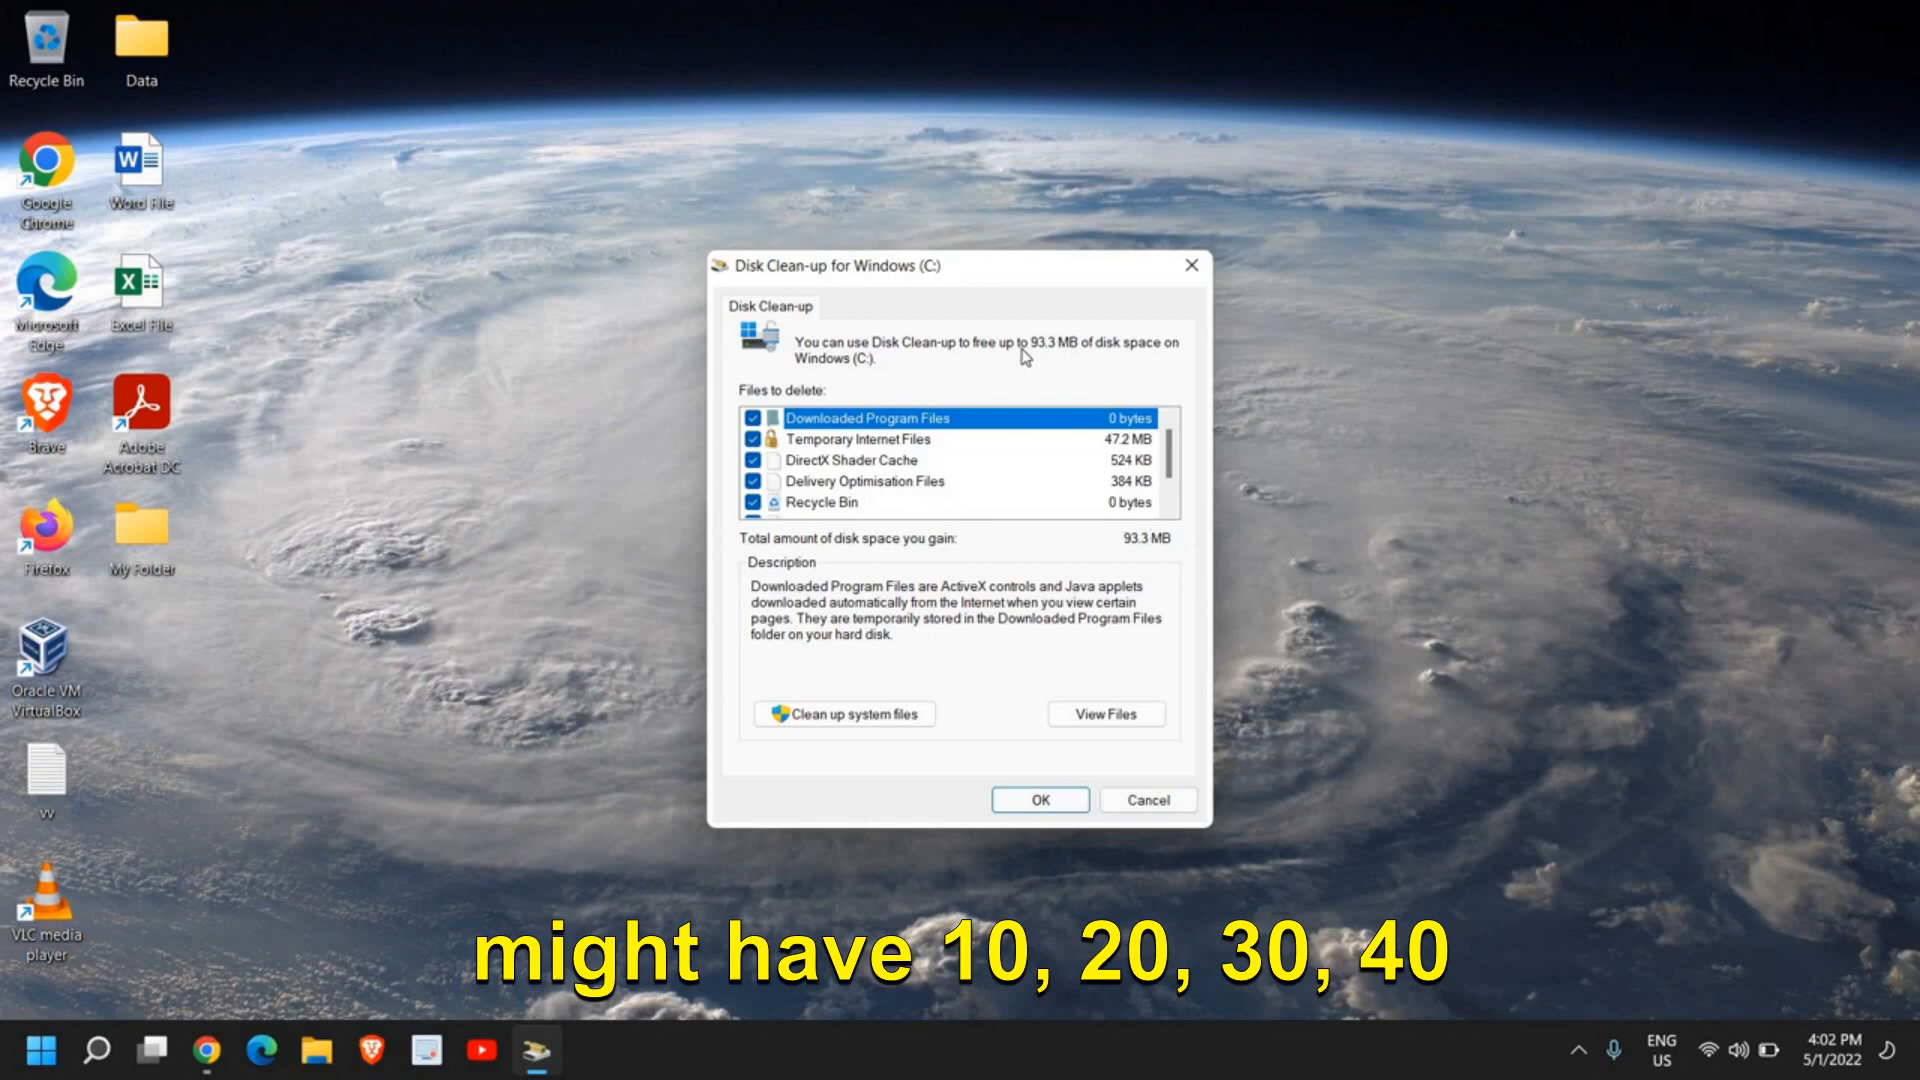 Recycle Bin
Data
Google
Chrome
Word File
Microsoft
Edge
Excel File
Brave
Adobe
Acrobat DC
Firefox
My Folder
Oracle VM
VirtualBox
vv
VLC media
player
Disk Clean-up for Windows (C:)
Disk Clean-up
You can use Disk Clean-up to free up to 93.3 MB of disk space on
Windows (C:).
Files to delete:
Downloaded Program Files 0 bytes
Temporary Internet Files 47.2 MB
DirectX Shader Cache 524 KB
Delivery Optimisation Files 384 KB
Recycle Bin 0 bytes
Total amount of disk space you gain: 93.3 MB
Description
Downloaded Program Files are ActiveX controls and Java applets
downloaded automatically from the Internet when you view certain
pages. They are temporarily stored in the Downloaded Program Files
folder on your hard disk.
Clean up system files
View Files
OK
Cancel
might have 10, 20, 30, 40
ENG
US
4:02 PM
5/1/2022